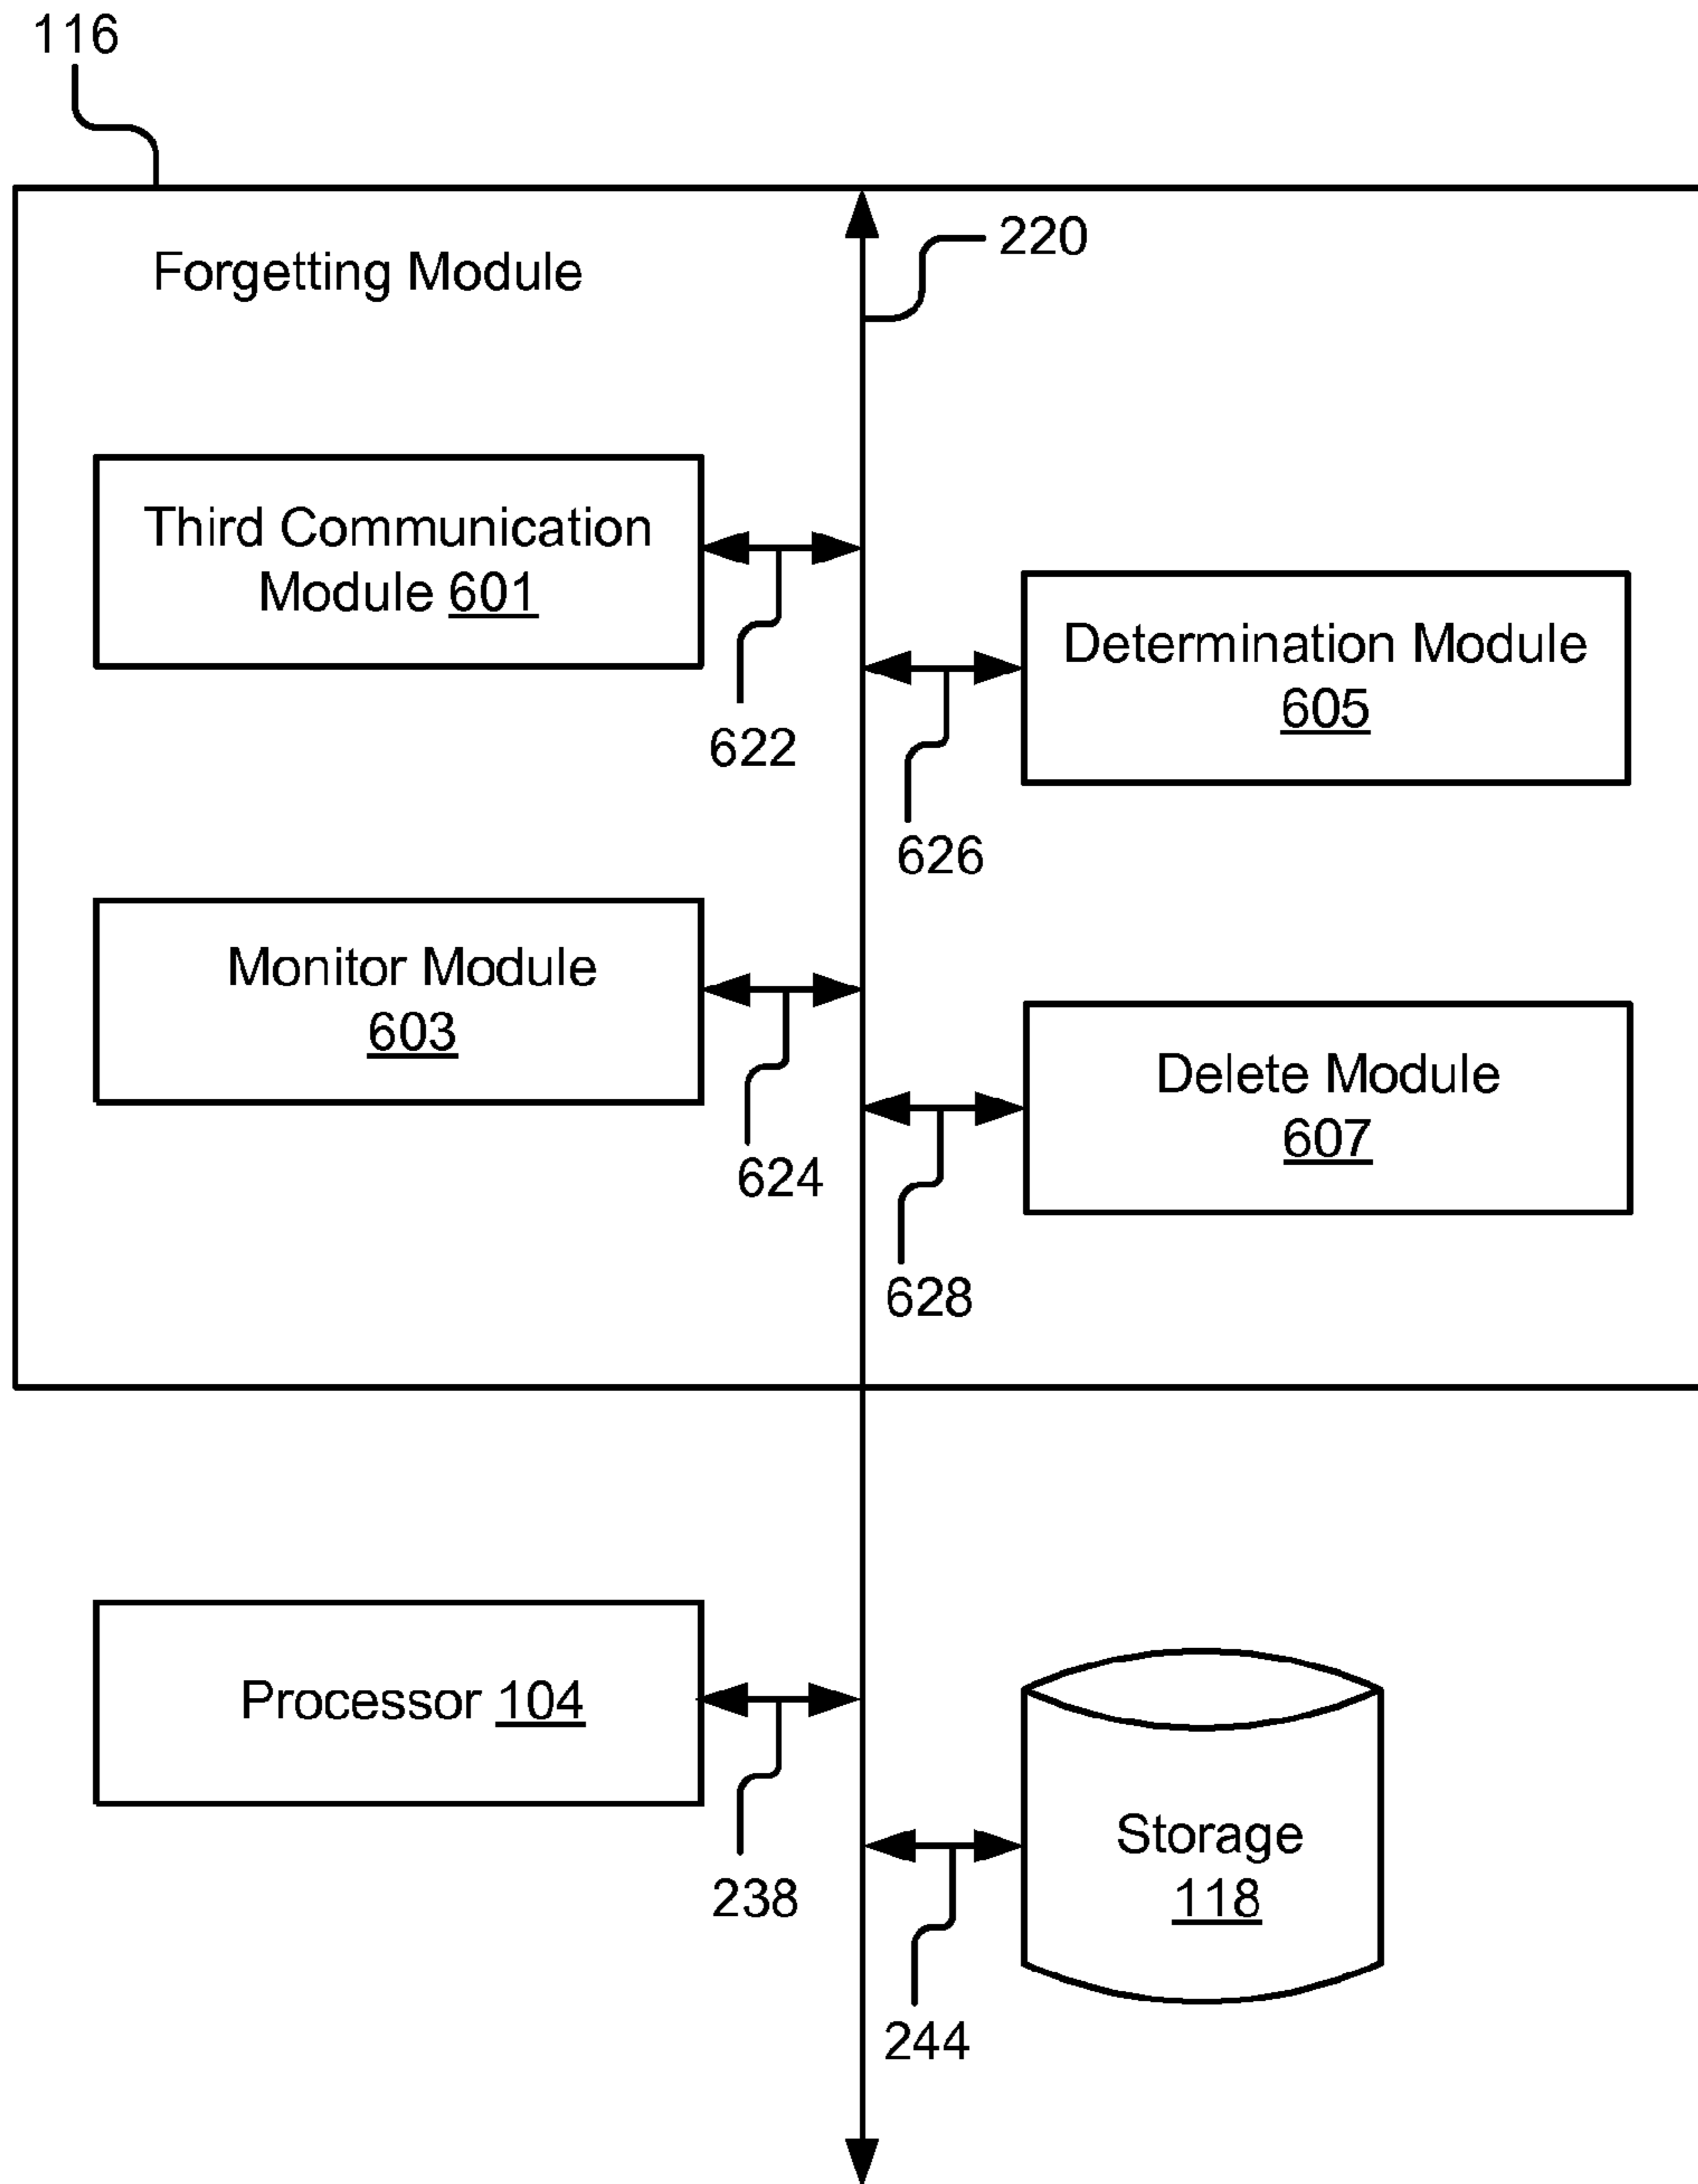 116
220
Forgetting Module
Third Communication
Module 601
622
Determination Module
605
626
Monitor Module
603
624
Delete Module
607
628
Processor 104
238
Storage
118
244